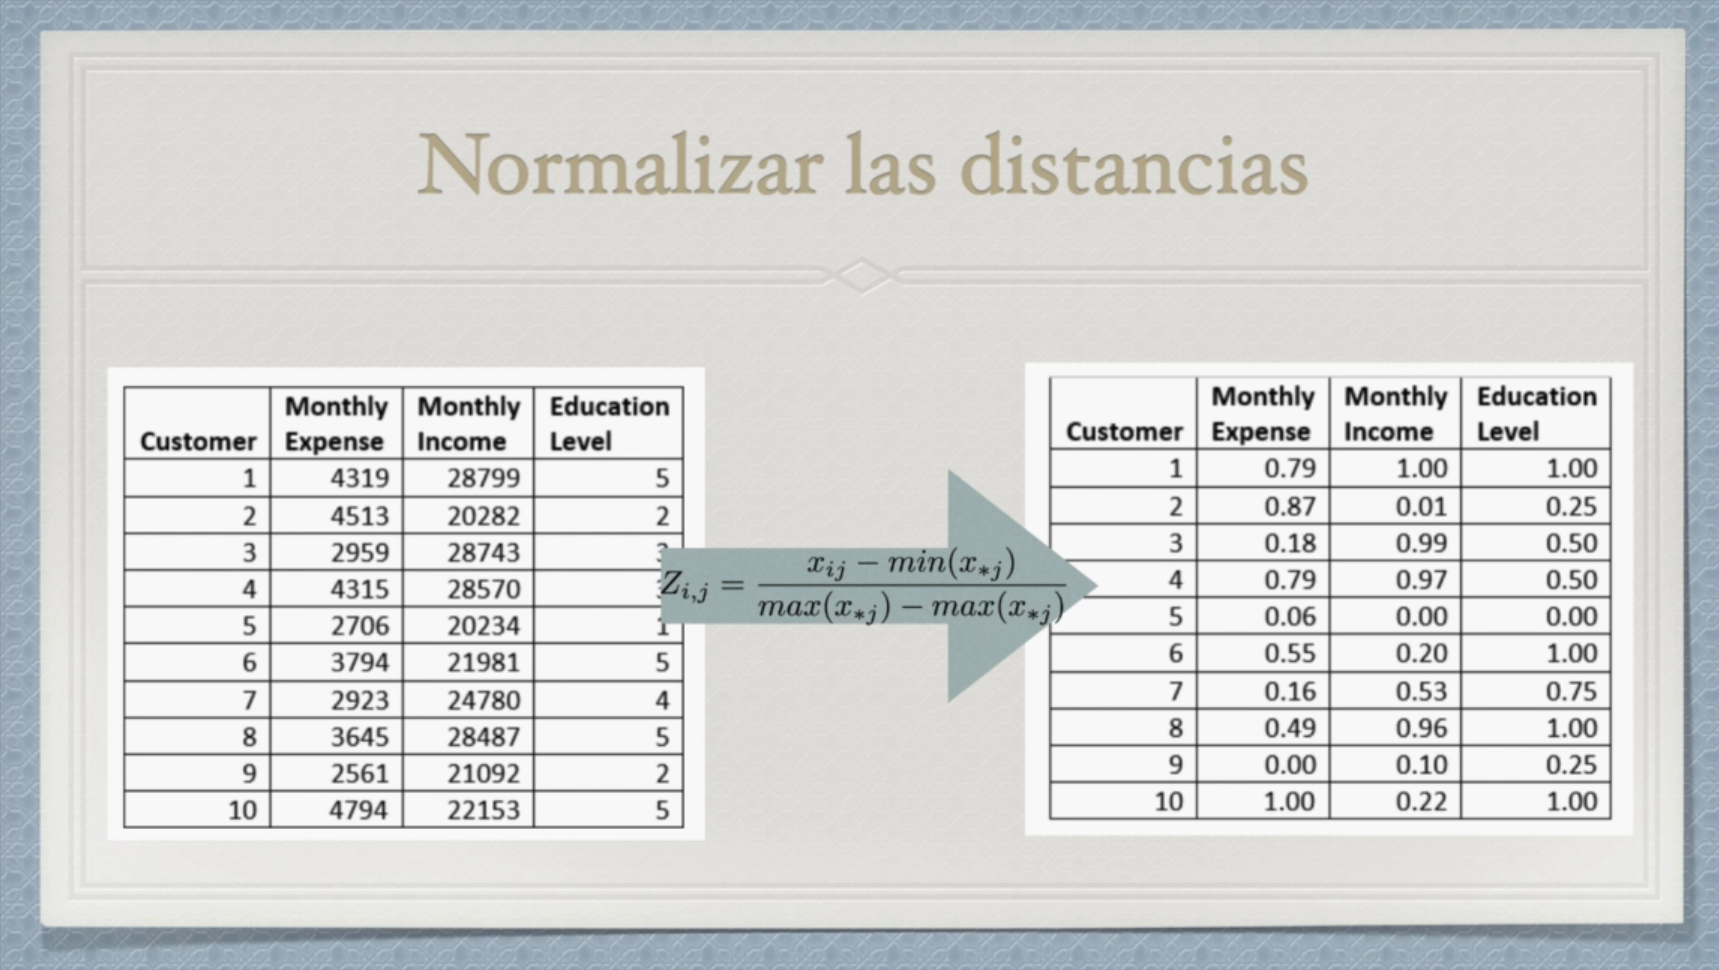 Normalizar las distancias
Customer Monthly Expense Monthly Income Education Level
1 4319 28799 5
2 4513 20282 2
3 2959 28743
4 4315 28570
5 2706 20234 1
6 3794 21981 5
7 2923 24780 4
8 3645 28487 5
9 2561 21092 2
10 4794 22153 5
Z_{i,j} = \frac{x_{ij} - min(x_{*j})}{max(x_{*j}) - max(x_{*j})}
Customer Monthly Expense Monthly Income Education Level
1 0.79 1.00 1.00
2 0.87 0.01 0.25
3 0.18 0.99 0.50
4 0.79 0.97 0.50
5 0.06 0.00 0.00
6 0.55 0.20 1.00
7 0.16 0.53 0.75
8 0.49 0.96 1.00
9 0.00 0.10 0.25
10 1.00 0.22 1.00